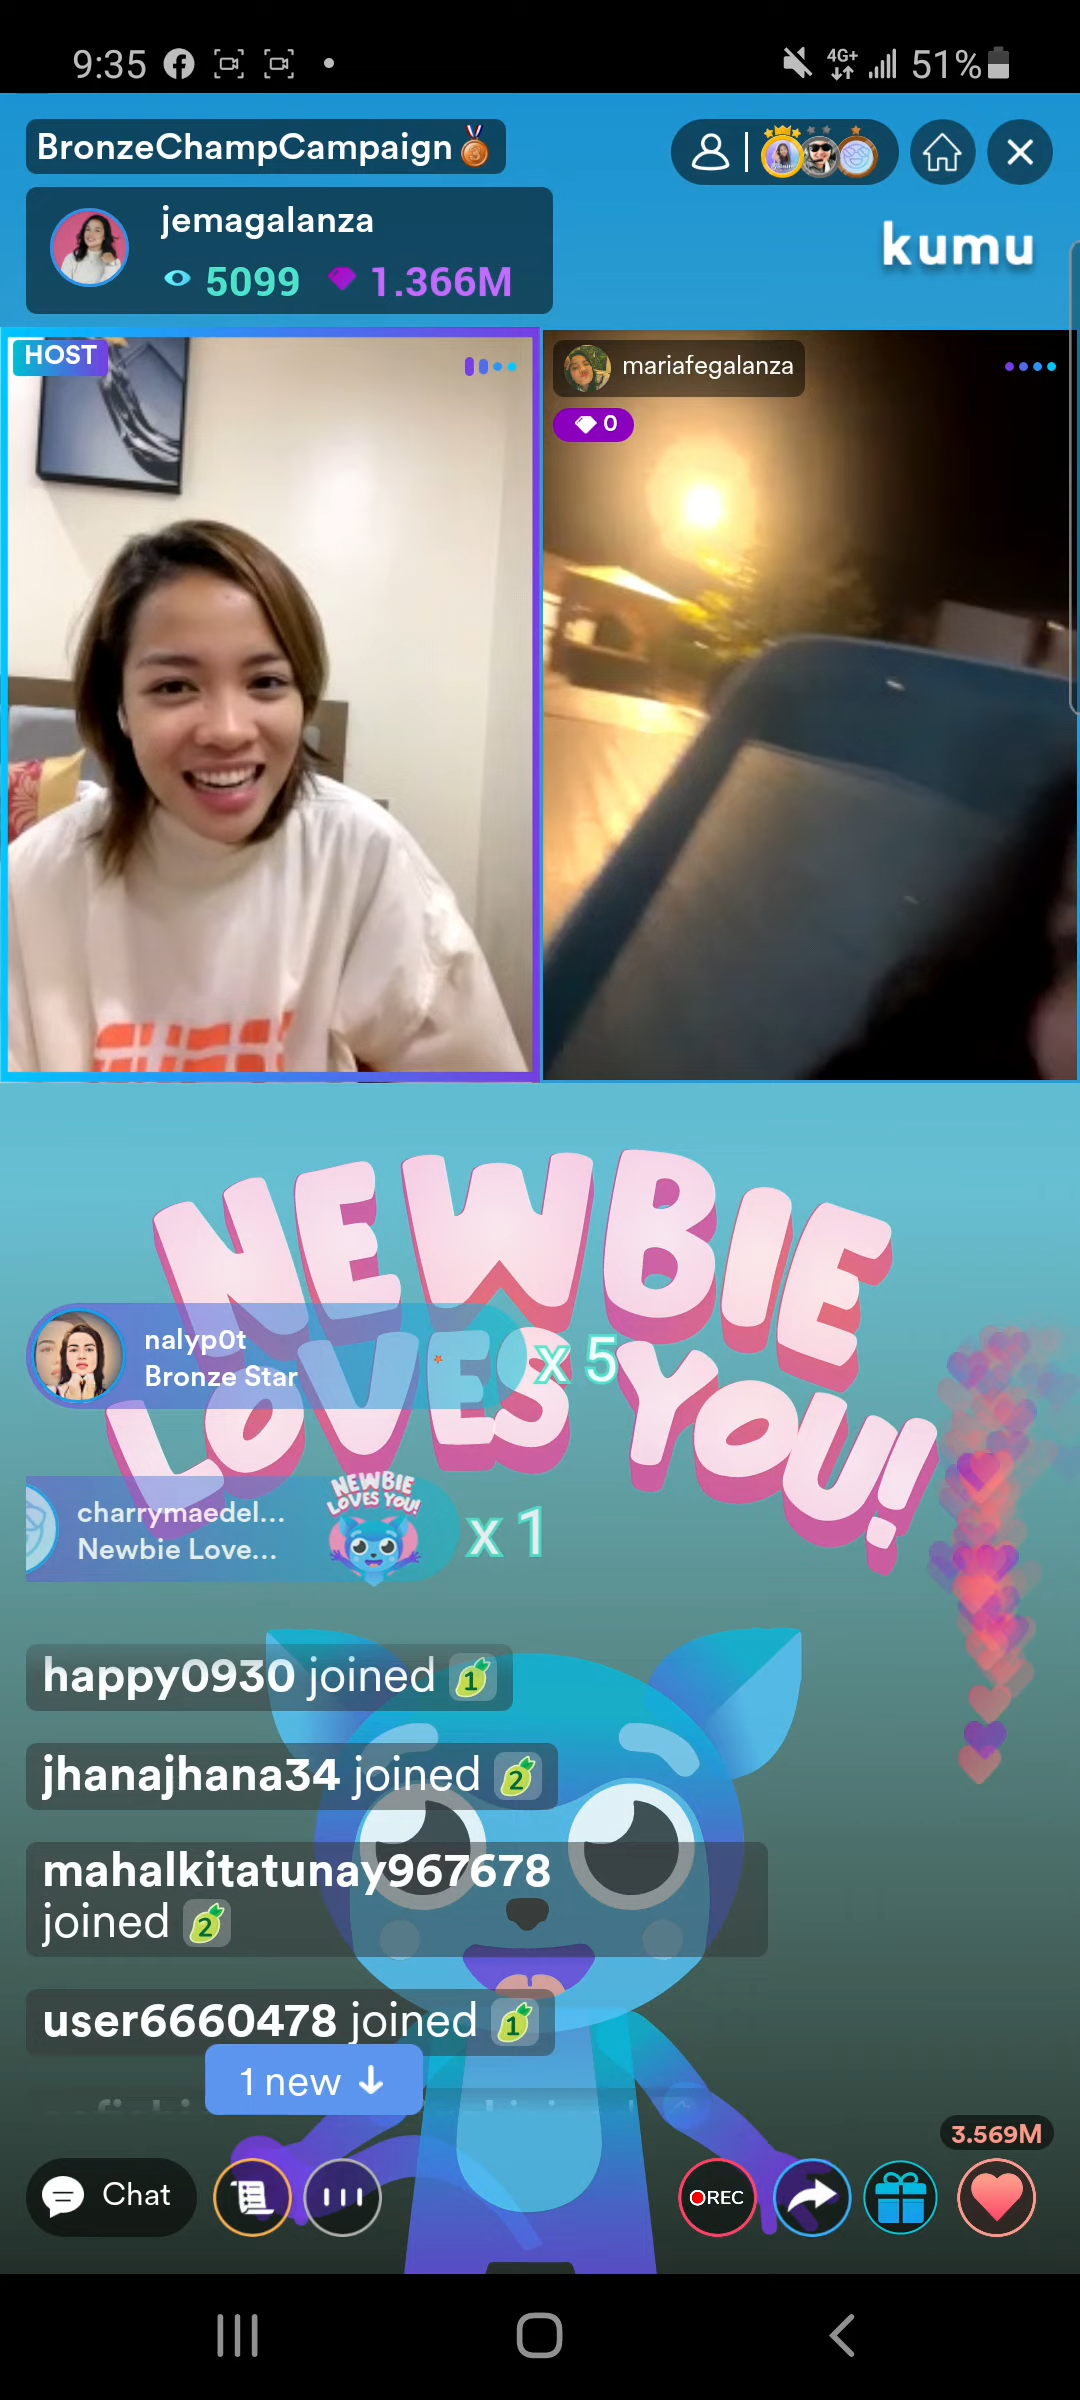 9:35
4G+
51%
BronzeChampCampaign🥉
jemagalanza
5099 1.366M
kumu
HOST
mariafegalanza
0
NEWBIE
LOVES YOU!
nalyp0t
Bronze Star
x 5
charrymaedel...
Newbie Love...
NEWBIE
LOVES YOU!
x 1
happy0930 joined 1
jhanajhana34 joined 2
mahalkitatunay967678
joined 2
user6660478 joined 1
1 new ↓
3.569M
Chat
REC